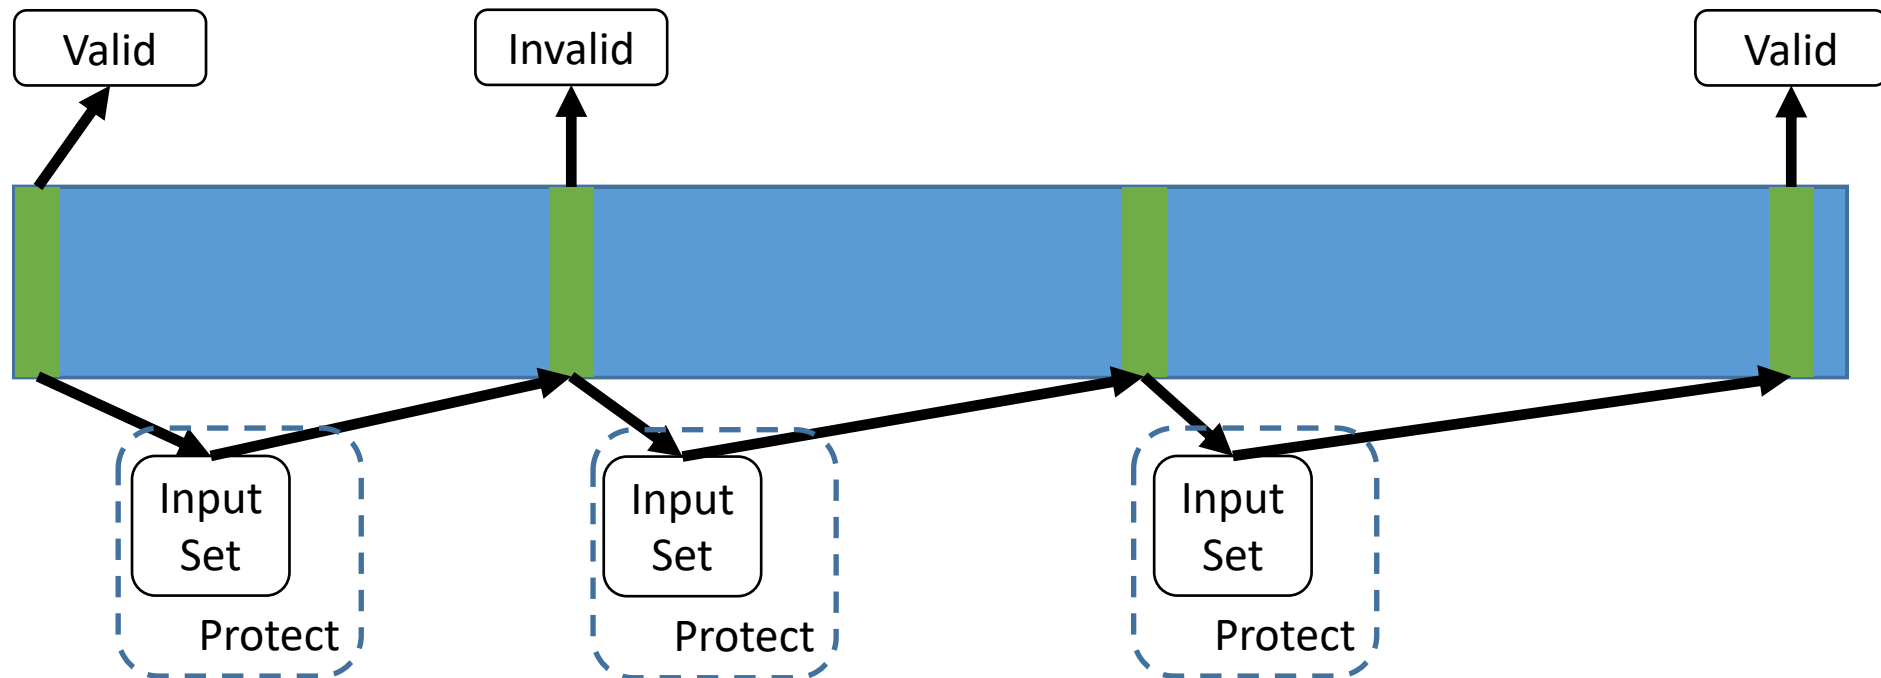 Valid
Invalid
Valid
Input
Set
Protect
Input
Set
Protect
Input
Set
Protect